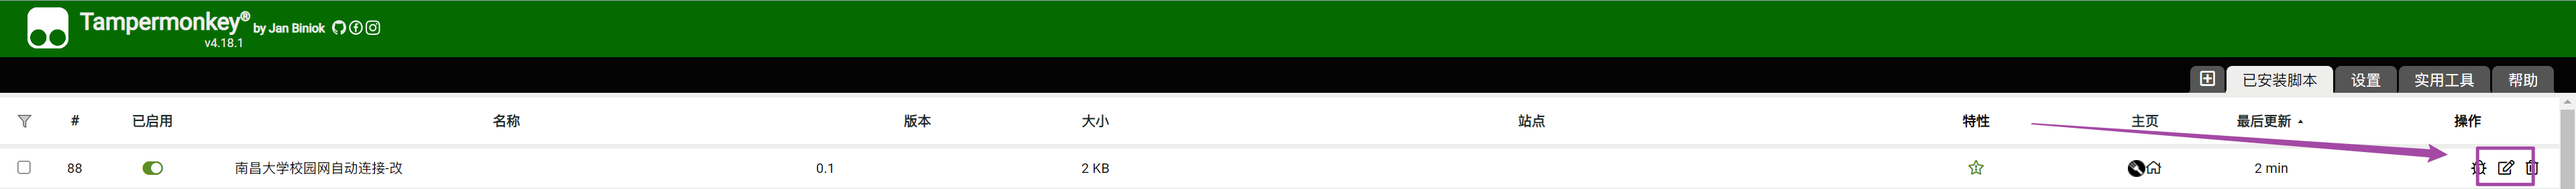 Tampermonkey® by Jan Biniok
v4.18.1
已安装脚本 设置 实用工具 帮助
# 已启用 名称 版本 大小 站点 特性 主页 最后更新 操作
88 南昌大学校园网自动连接-改 0.1 2 KB 2 min